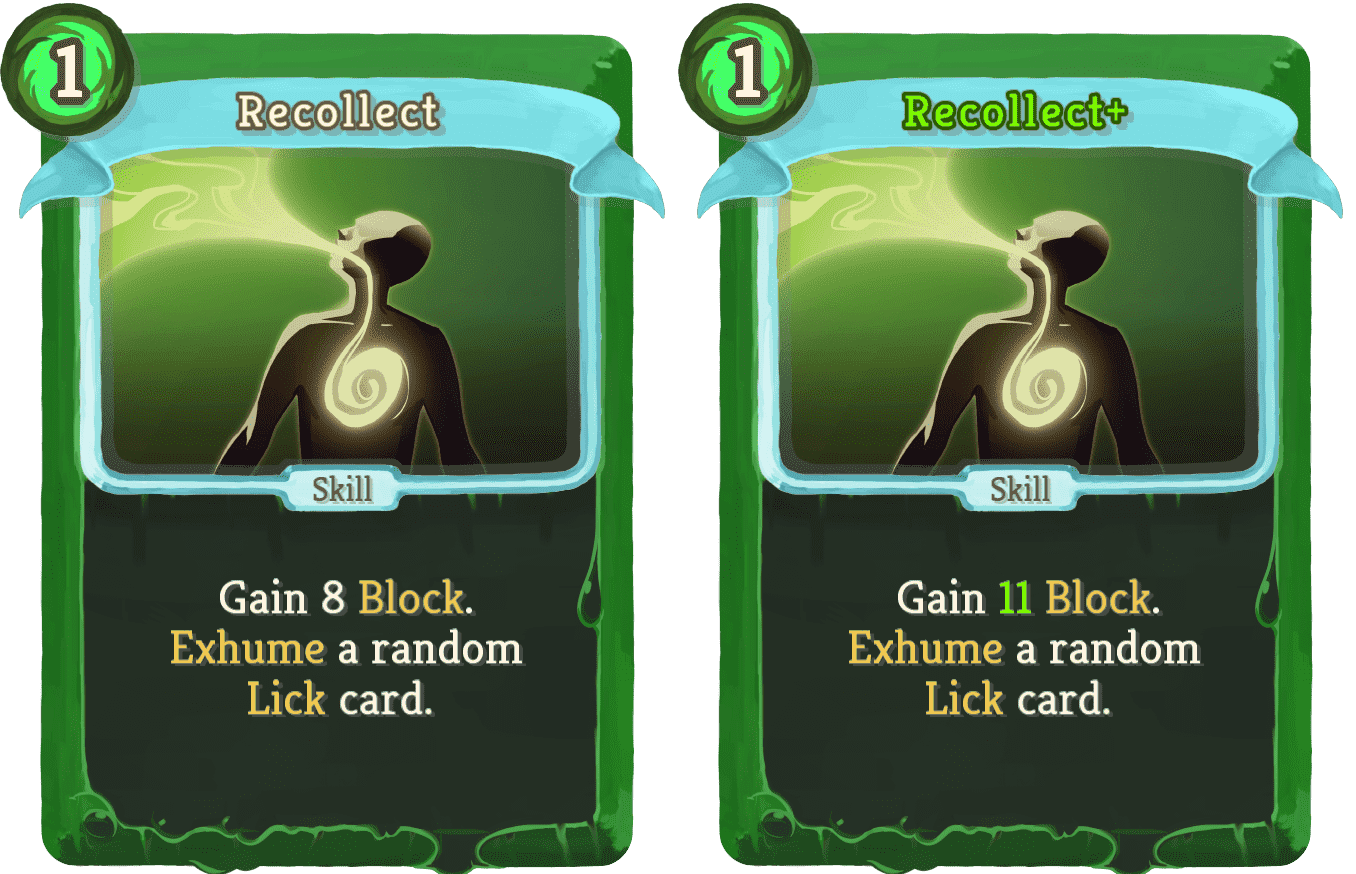 1
Recollect
Skill
Gain 8 Block.
Exhume a random
Lick card.
1
Recollect+
Skill
Gain 11 Block.
Exhume a random
Lick card.